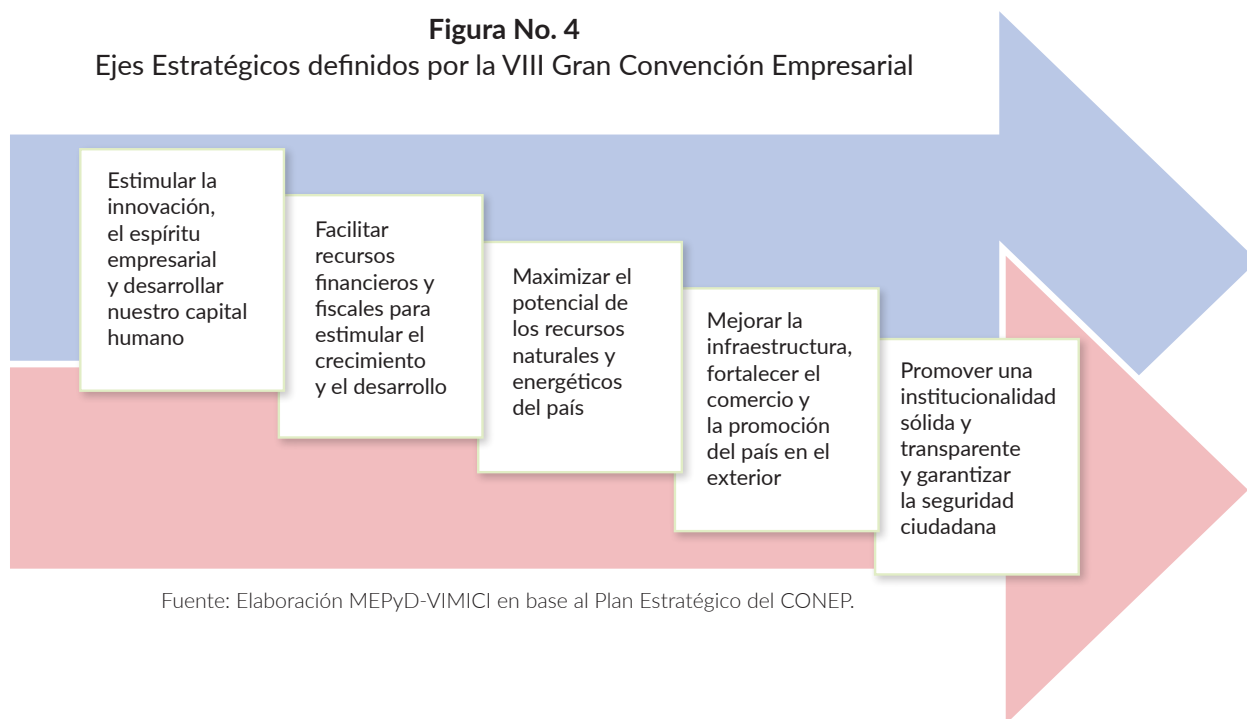 Figura No. 4
Ejes Estratégicos definidos por la VIII Gran Convención Empresarial
Estimular la
innovación,
el espíritu
empresarial
y desarrollar
nuestro capital
humano
Facilitar
recursos
financieros y
fiscales para
estimular el
crecimiento
y el desarrollo
Maximizar el
potencial de
los recursos
naturales y
energéticos
del país
Mejorar la
infraestructura,
fortalecer el
comercio y
la promoción
del país en el
exterior
Promover una
institucionalidad
sólida y
transparente
y garantizar
la seguridad
ciudadana
Fuente: Elaboración MEPyD-VIMICI en base al Plan Estratégico del CONEP.